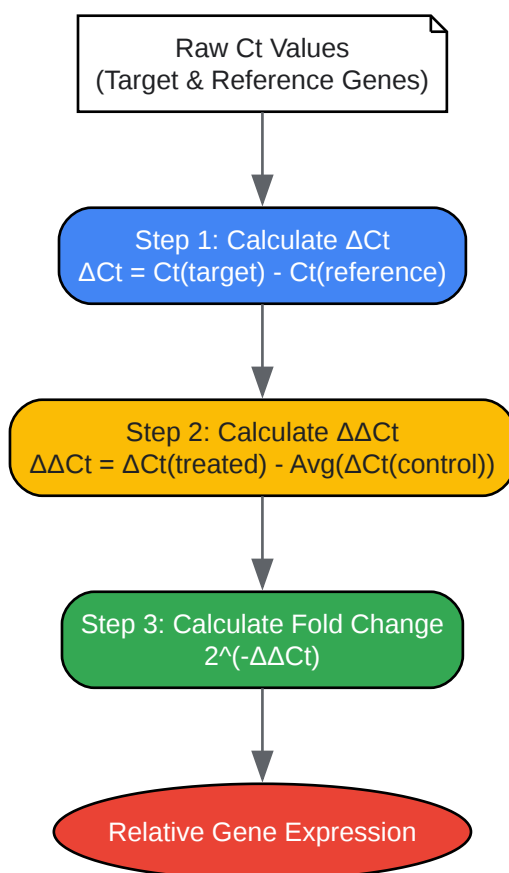 Raw Ct Values
(Target & Reference Genes)
Step 1: Calculate ΔCt
ΔCt = Ct(target) - Ct(reference)
Step 2: Calculate ΔΔCt
ΔΔCt = ΔCt(treated) - Avg(ΔCt(control))
Step 3: Calculate Fold Change
2^(-ΔΔCt)
Relative Gene Expression